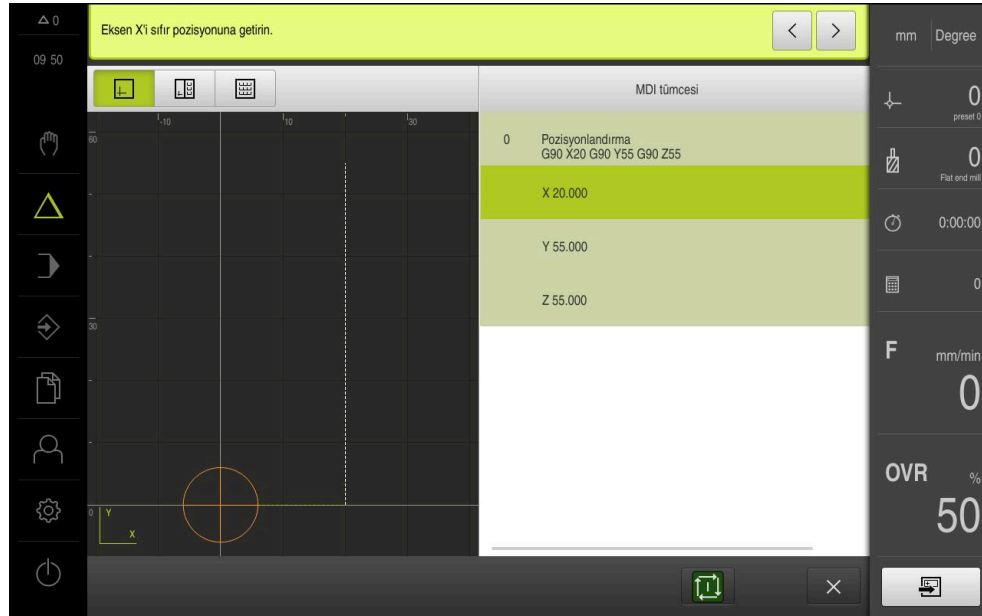 0
09 50
Eksen X'i sıfır pozisyonuna getirin.
mm
Degree
MDI tümcesi
-10
10
30
60
30
0
Y
X
0 Pozisyonlandırma
G90 X20 G90 Y55 G90 Z55
X 20.000
Y 55.000
Z 55.000
0
preset 0
0
Flat end mill
0:00:00
0
F mm/min
0
OVR %
50